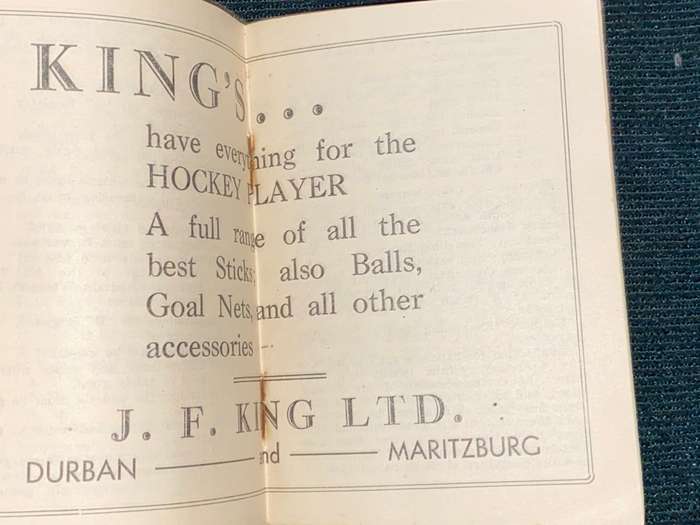 KING'S...
have everything for the
HOCKEY PLAYER
A full range of all the
best Sticks; also Balls,
Goal Nets, and all other
accessories —
J. F. KING LTD. :
DURBAN —— and —— MARITZBURG